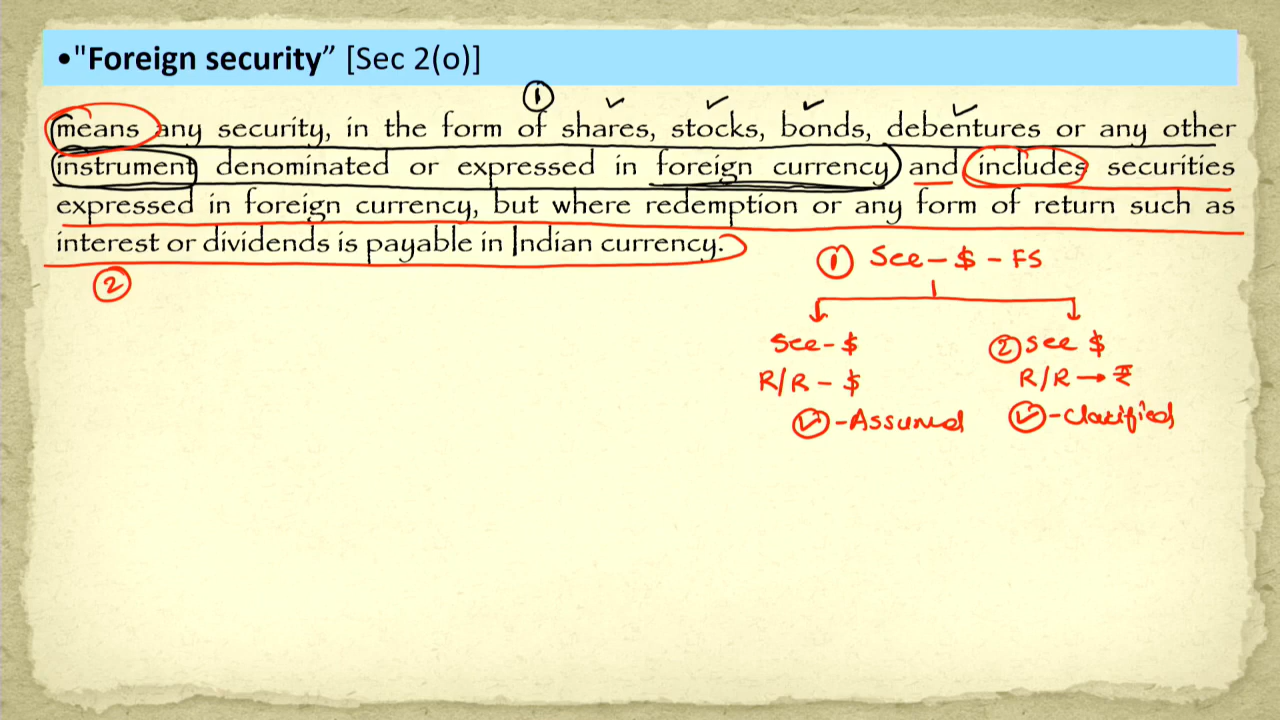 •"Foreign security” [Sec 2(o)]
①
means any security, in the form of shares, stocks, bonds, debentures or any other
instrument denominated or expressed in foreign currency and includes securities
expressed in foreign currency, but where redemption or any form of return such as
interest or dividends is payable in Indian currency.
②
① See - $ - FS
See - $
R/R - $
✓ - Assumed
② See $
R/R → ₹
✓ - Clarified